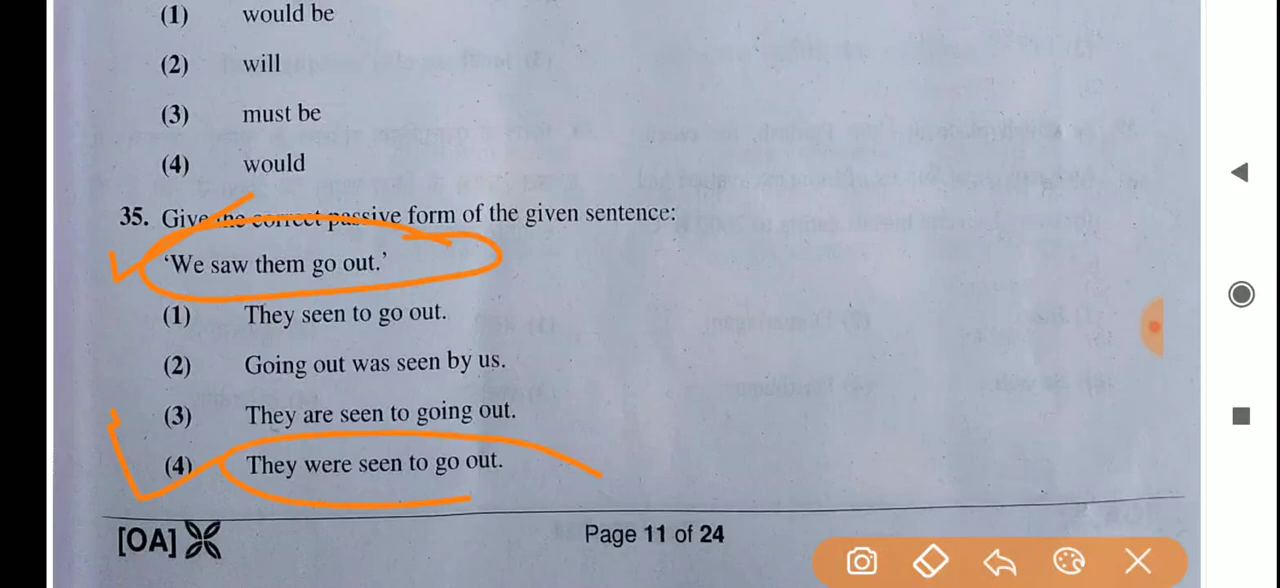 (1) would be
(2) will
(3) must be
(4) would
35. Give the correct passive form of the given sentence:
‘We saw them go out.’
(1) They seen to go out.
(2) Going out was seen by us.
(3) They are seen to going out.
(4) They were seen to go out.
[OA]
Page 11 of 24